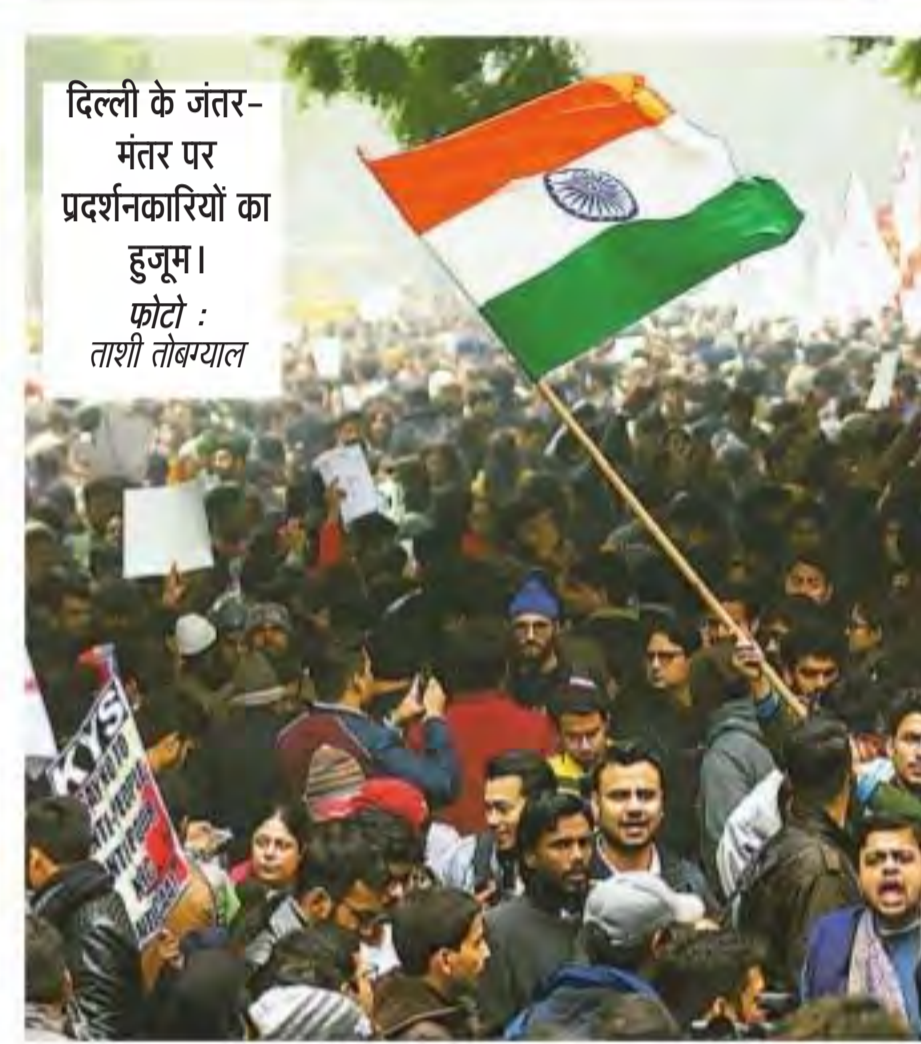 दिल्ली के जंतर-
मंतर पर
प्रदर्शनकारियों का
हुजूम।
फोटो :
ताशी तोबग्याल
KYS